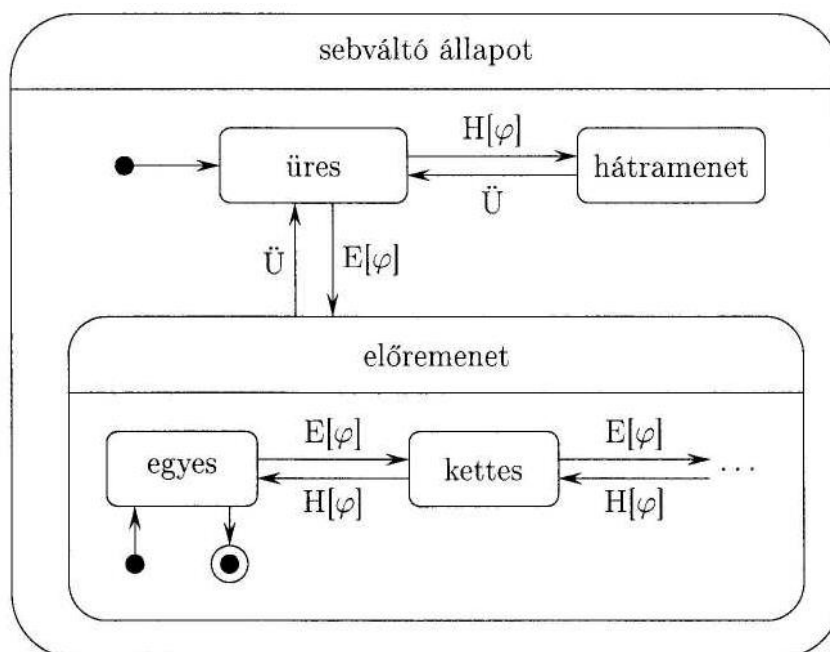 sebváltó állapot
H[φ]
üres
hátramenet
Ü
Ü
E[φ]
előremenet
E[φ]
E[φ]
egyes
kettes
...
H[φ]
H[φ]